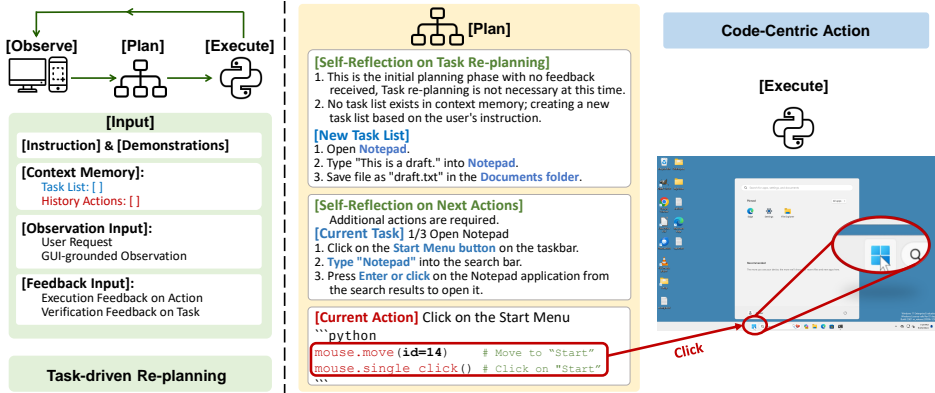 [Observe]
[Plan]
[Execute]
[Input]
[Instruction] & [Demonstrations]
[Context Memory]:
Task List: [ ]
History Actions: [ ]
[Observation Input]:
User Request
GUI-grounded Observation
[Feedback Input]:
Execution Feedback on Action
Verification Feedback on Task
Task-driven Re-planning
[Plan]
[Self-Reflection on Task Re-planning]
1. This is the initial planning phase with no feedback
received, Task re-planning is not necessary at this time.
2. No task list exists in context memory; creating a new
task list based on the user's instruction.
[New Task List]
1. Open Notepad.
2. Type "This is a draft." into Notepad.
3. Save file as "draft.txt" in the Documents folder.
[Self-Reflection on Next Actions]
Additional actions are required.
[Current Task] 1/3 Open Notepad
1. Click on the Start Menu button on the taskbar.
2. Type "Notepad" into the search bar.
3. Press Enter or click on the Notepad application from
the search results to open it.
[Current Action] Click on the Start Menu
```python
mouse.move(id=14) # Move to “Start”
mouse.single_click() # Click on “Start”
```
Code-Centric Action
[Execute]
Click